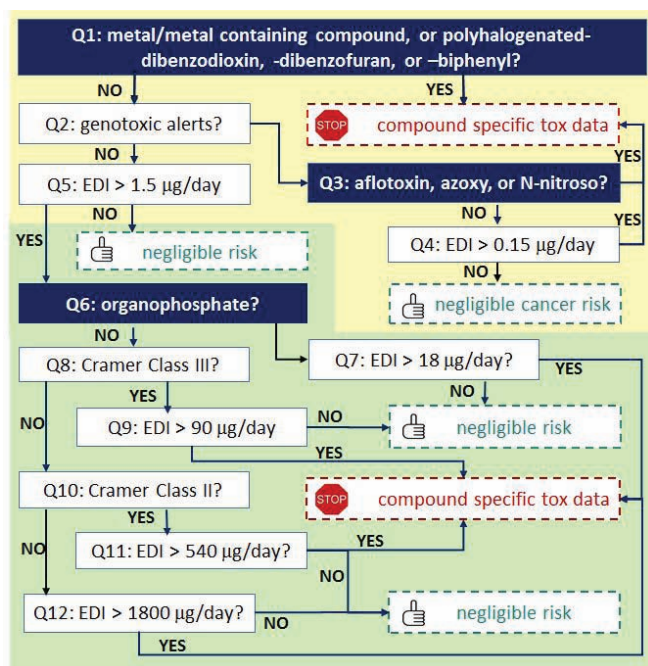 Q1: metal/metal containing compound, or polyhalogenated-
dibenzodioxin, -dibenzofuran, or –biphenyl?
NO
YES
Q2: genotoxic alerts?
STOP compound specific tox data
NO
YES
Q5: EDI > 1.5 µg/day
Q3: aflotoxin, azoxy, or N-nitroso?
YES
NO
NO
YES
negligible risk
Q4: EDI > 0.15 µg/day
NO
Q6: organophosphate?
negligible cancer risk
NO
Q8: Cramer Class III?
Q7: EDI > 18 µg/day?
YES
YES
NO
NO
Q9: EDI > 90 µg/day
NO
negligible risk
YES
Q10: Cramer Class II?
STOP compound specific tox data
YES
NO
Q11: EDI > 540 µg/day?
YES
NO
Q12: EDI > 1800 µg/day?
NO
negligible risk
YES